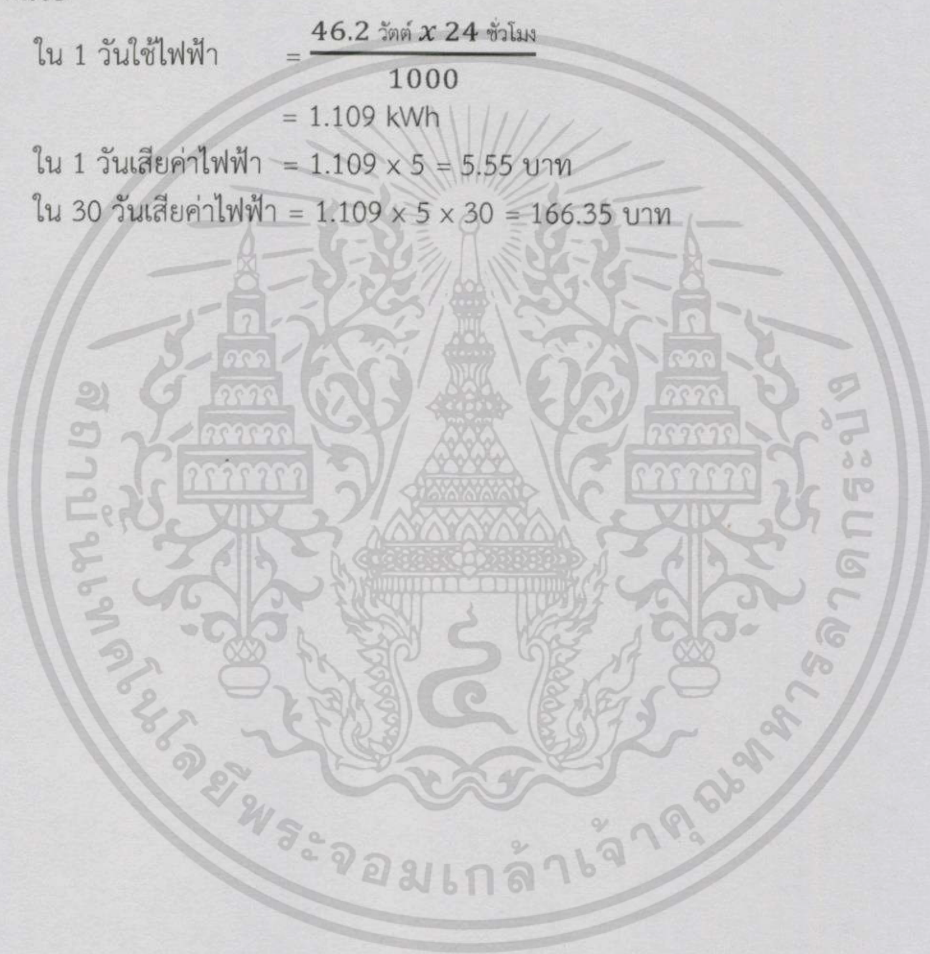 ใน 1 วันใช้ไฟฟ้า = 46.2 วัตต์ x 24 ชั่วโมง
1000
= 1.109 kWh
ใน 1 วันเสียค่าไฟฟ้า = 1.109 × 5 = 5.55 บาท
ใน 30 วันเสียค่าไฟฟ้า = 1.109 × 5 × 30 = 166.35 บาท
สถาบันเทคโนโลยีพระจอมเกล้าเจ้าคุณทหารลาดกระบัง
๔